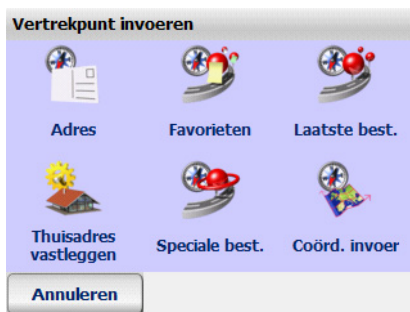 Vertrekpunt invoeren
Adres
Favorieten
Laatste best.
Thuisadres
vastleggen
Speciale best.
Coörd. invoer
Annuleren